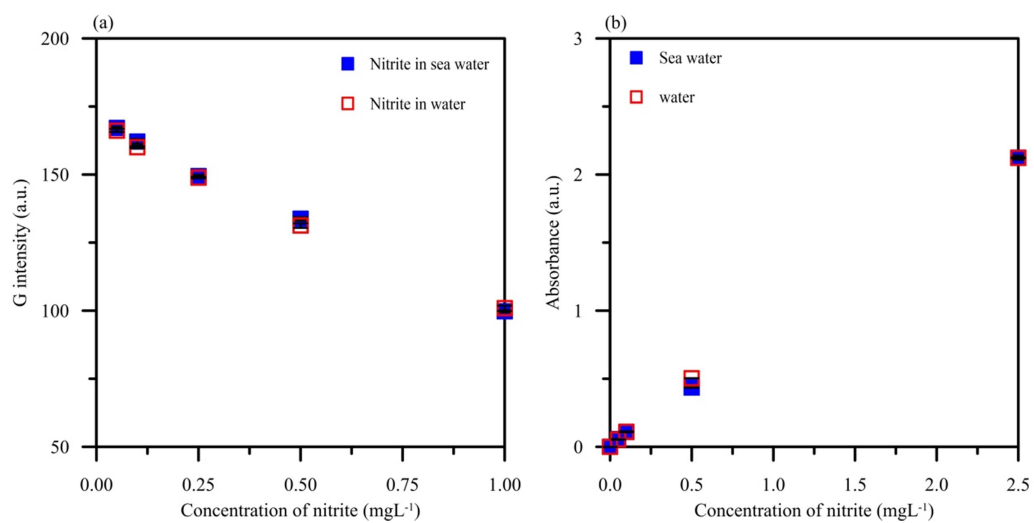 (a)
200
150
100
50
G intensity (a.u.)
Nitrite in sea water
Nitrite in water
0.00 0.25 0.50 0.75 1.00
Concentration of nitrite (mgL⁻¹)
(b)
3
2
1
0
Absorbance (a.u.)
Sea water
water
0.0 0.5 1.0 1.5 2.0 2.5
Concentration of nitrite (mgL⁻¹)